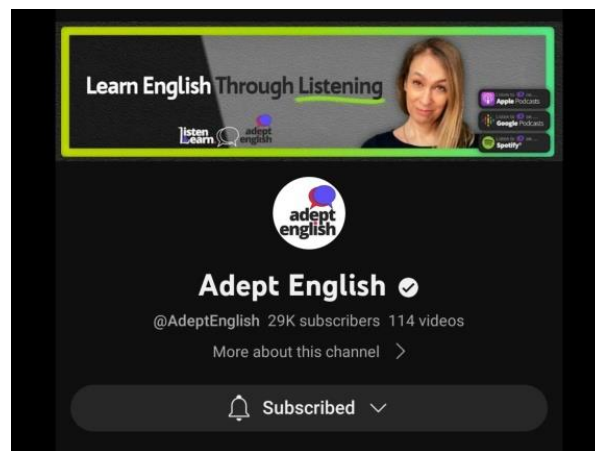 Learn English Through Listening
listen
Learn
adept
english
Apple Podcasts
Google Podcasts
Spotify
adept
english
Adept English
@AdeptEnglish 29K subscribers 114 videos
More about this channel
Subscribed